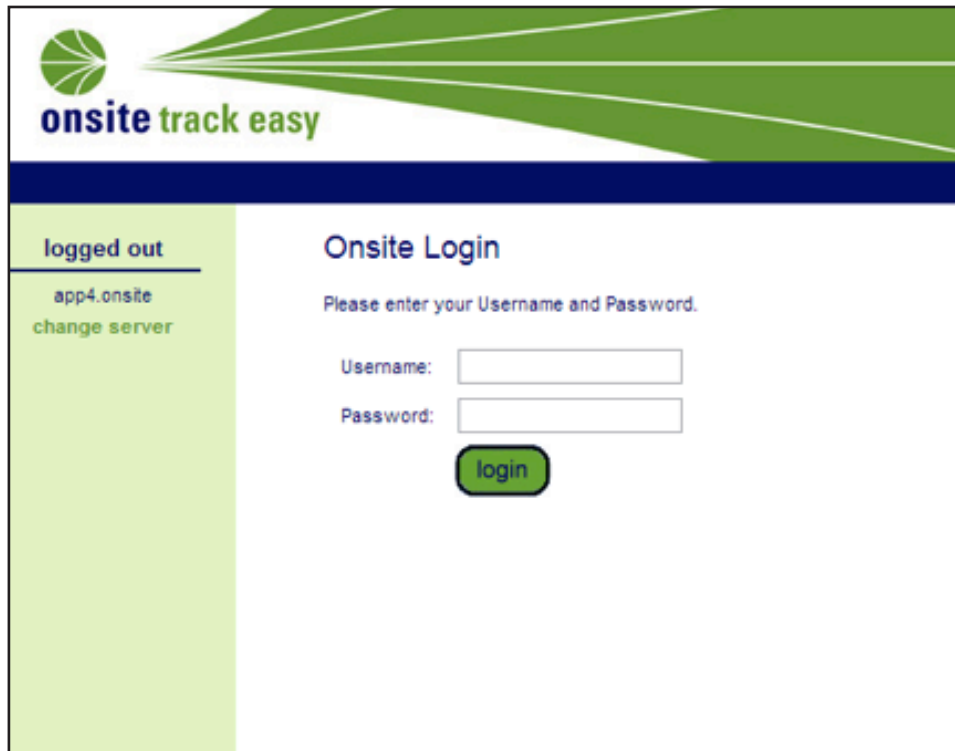 onsite track easy
logged out
app4.onsite
change server
Onsite Login
Please enter your Username and Password.
Username:
Password:
login